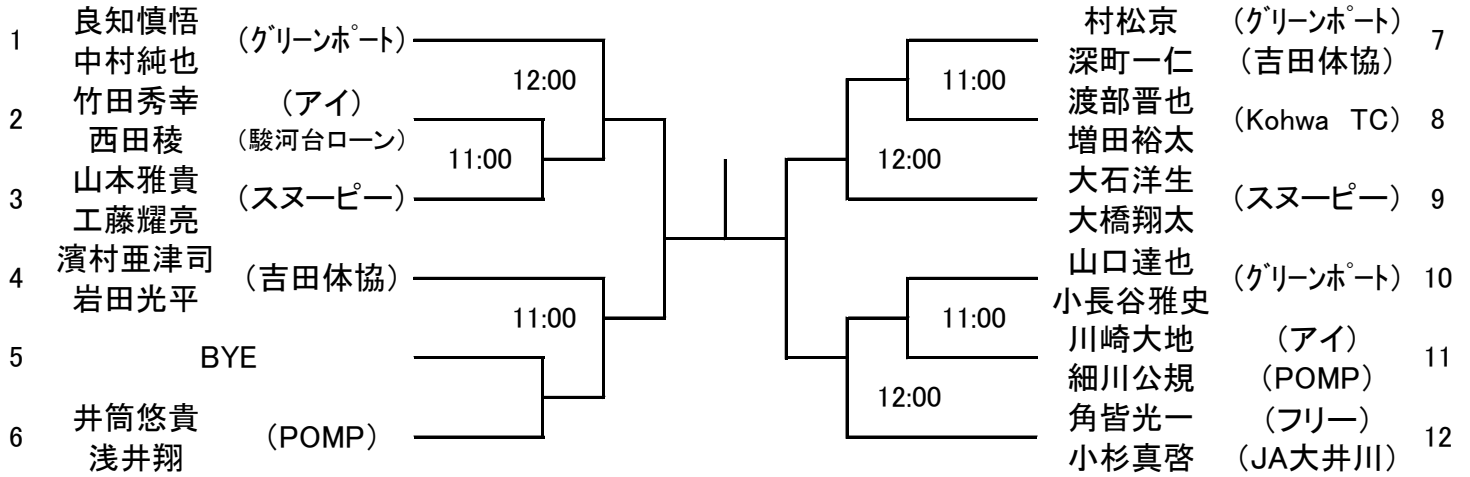 1 良知慎悟 (ｸﾞﾘｰﾝﾎﾟｰﾄ)
中村純也
12:00
2 竹田秀幸 (アイ)
西田稜 (駿河台ローン)
11:00
3 山本雅貴 (スヌーピー)
工藤耀亮
4 濱村亜津司 (吉田体協)
岩田光平
11:00
5 BYE
6 井筒悠貴 (POMP)
浅井翔
村松京 (ｸﾞﾘｰﾝﾎﾟｰﾄ) 7
深町一仁 (吉田体協)
11:00
渡部晋也 (Kohwa TC) 8
増田裕太
12:00
大石洋生 (スヌーピー) 9
大橋翔太
山口達也 (ｸﾞﾘｰﾝﾎﾟｰﾄ) 10
小長谷雅史
11:00
川崎大地 (アイ) 11
細川公規 (POMP)
12:00
角皆光一 (フリー) 12
小杉真啓 (JA大井川)